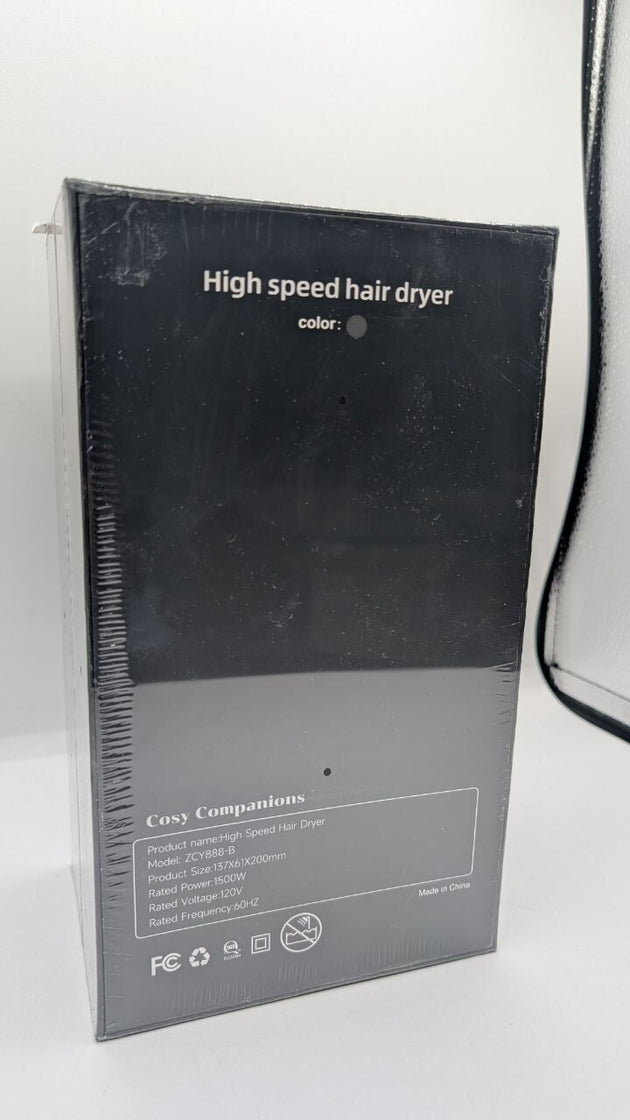 High speed hair dryer
color:
Cosy Companions
Product name:High Speed Hair Dryer
Model: ZCY888-B
Product Size:137X61X200mm
Rated Power:1500W
Rated Voltage:120V
Rated Frequency:60HZ
Made in China
FC